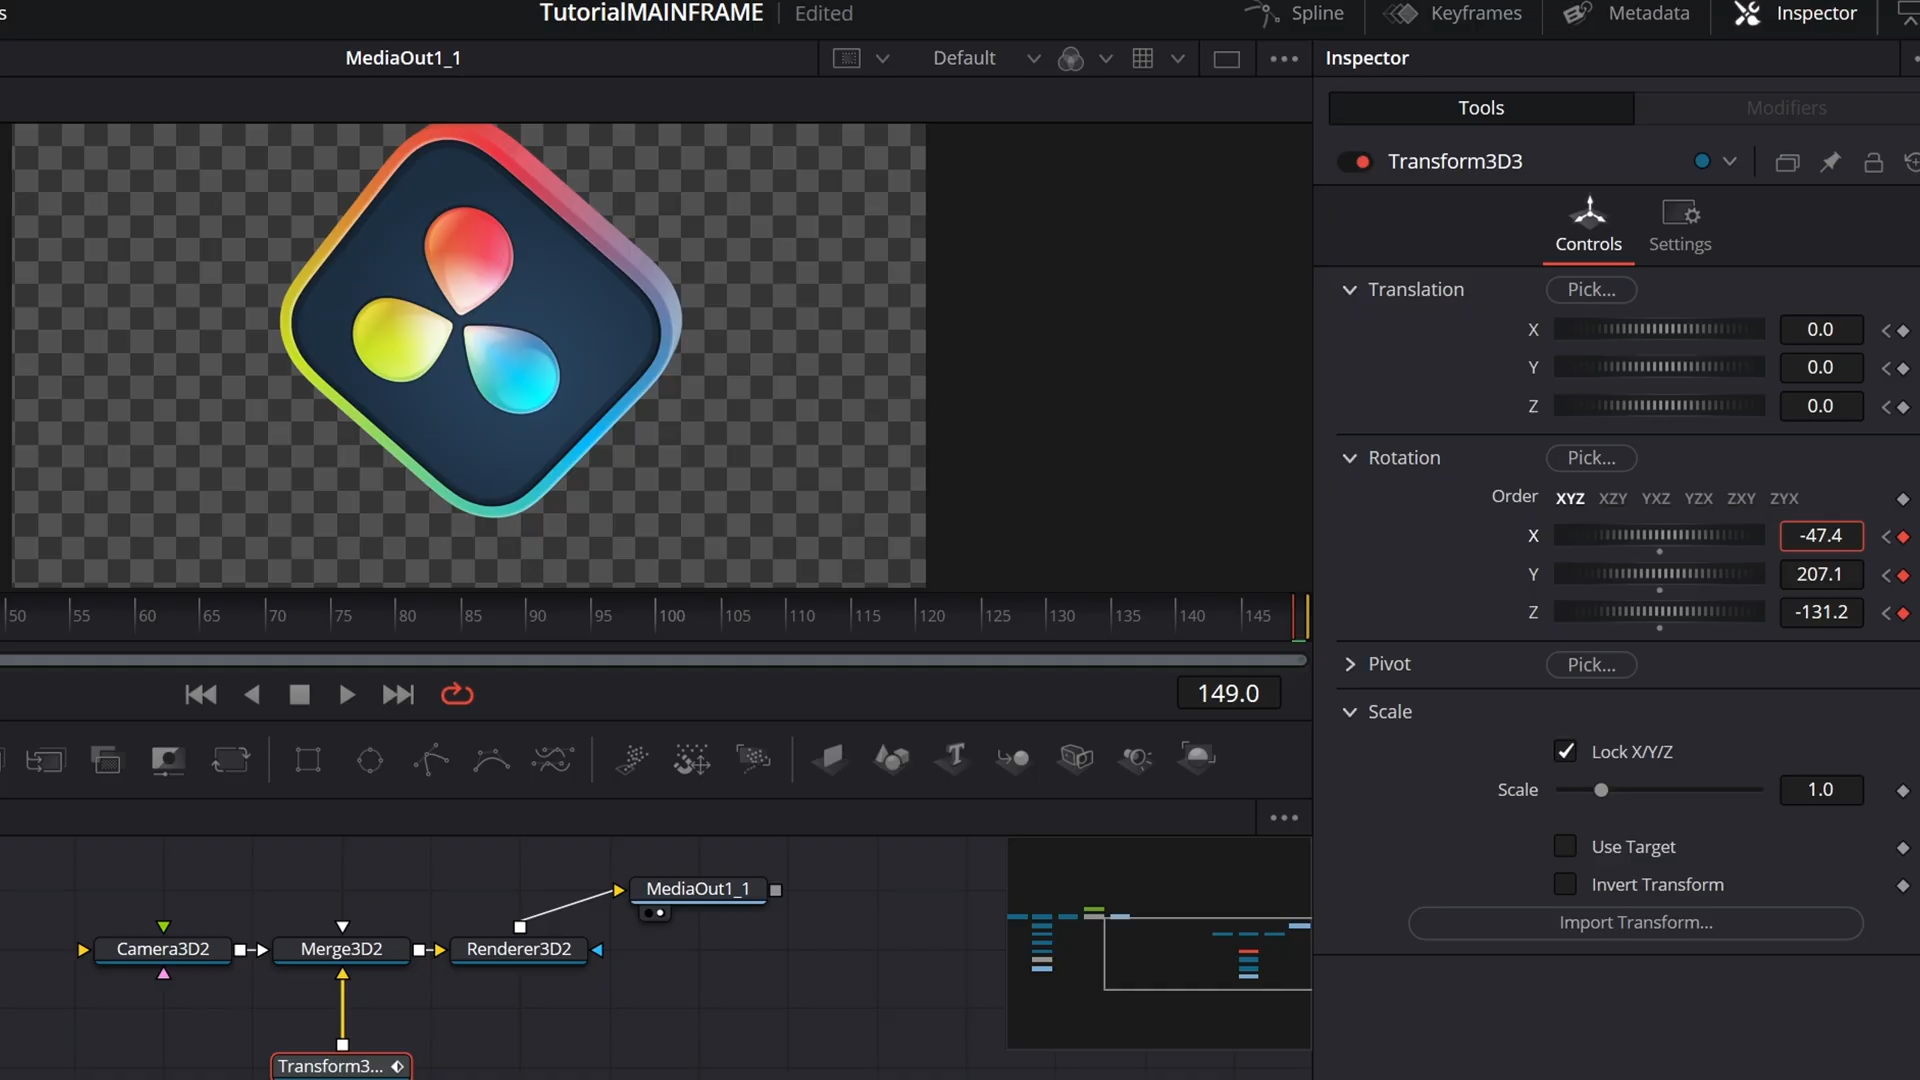 s
TutorialMAINFRAME
Edited
Spline
Keyframes
Metadata
Inspector
MediaOut1_1
Default
Inspector
Tools
Modifiers
Transform3D3
Controls
Settings
Translation
Pick...
X
0.0
Y
0.0
Z
0.0
Rotation
Pick...
Order XYZ XZY YXZ YZX ZXY ZYX
X
-47.4
Y
207.1
Z
-131.2
50 55 60 65 70 75 80 85 90 95 100 105 110 115 120 125 130 135 140 145
Pivot
Pick...
149.0
Scale
Lock X/Y/Z
Scale
1.0
Use Target
Invert Transform
Import Transform...
MediaOut1_1
Camera3D2
Merge3D2
Renderer3D2
Transform3...